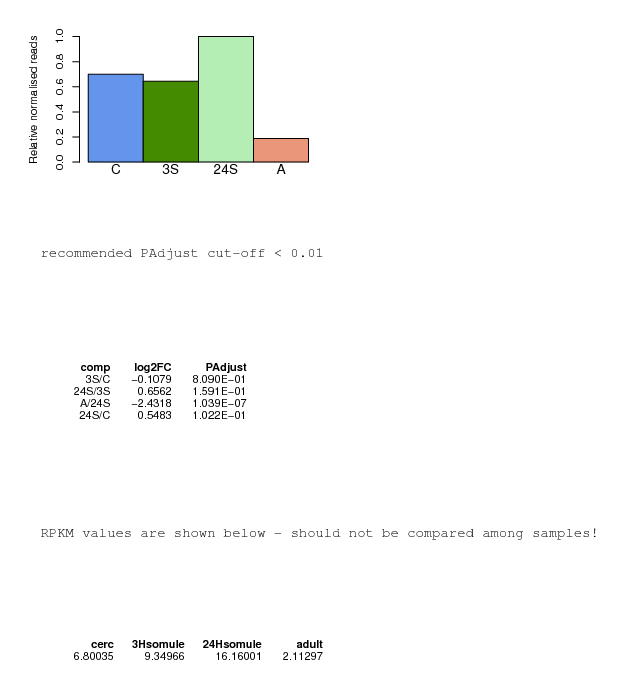 Relative normalised reads
1.0
0.8
0.6
0.4
0.2
0.0
C 3S 24S A
recommended PAdjust cut-off < 0.01
comp log2FC PAdjust
3S/C −0.1079 8.090E−01
24S/3S 0.6562 1.591E−01
A/24S −2.4318 1.039E−07
24S/C 0.5483 1.022E−01
RPKM values are shown below - should not be compared among samples!
cerc 3Hsomule 24Hsomule adult
6.80035 9.34966 16.16001 2.11297